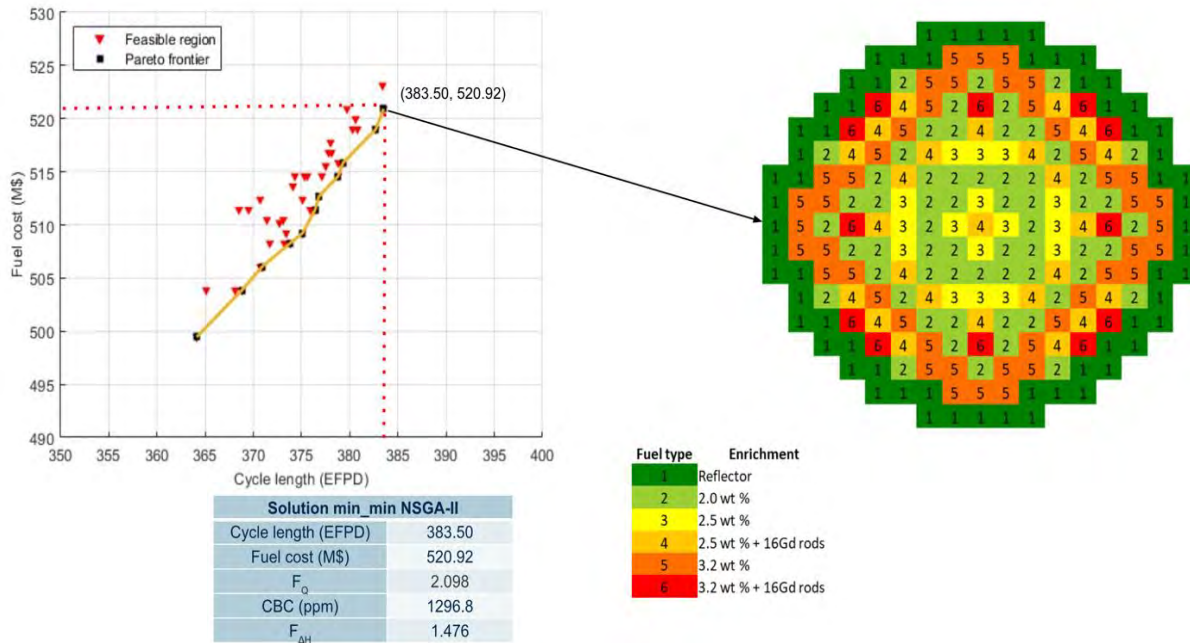 530
525
520
515
510
505
500
495
490
Fuel cost (M$)
Feasible region
Pareto frontier
(383.50, 520.92)
350 355 360 365 370 375 380 385 390 395 400
Cycle length (EFPD)
1 1 1 1 1
1 1 1 5 5 5 1 1 1
1 1 2 5 5 2 5 5 2 1 1
1 1 6 4 5 2 6 2 5 4 6 1 1
1 1 6 4 5 2 2 4 2 2 5 4 6 1 1
1 2 4 5 2 4 3 3 3 4 2 5 4 2 1
1 1 5 5 2 4 2 2 2 2 2 4 2 5 5 1 1
1 5 5 2 2 3 2 2 3 2 2 3 2 2 5 5 1
1 5 2 6 4 3 2 3 4 3 2 3 4 6 2 5 1
1 5 5 2 2 3 2 2 3 2 2 3 2 2 5 5 1
1 1 5 5 2 4 2 2 2 2 2 4 2 5 5 1 1
1 2 4 5 2 4 3 3 3 4 2 5 4 2 1
1 1 6 4 5 2 2 4 2 2 5 4 6 1 1
1 1 6 4 5 2 6 2 5 4 6 1 1
1 1 2 5 5 2 5 5 2 1 1
1 1 1 5 5 5 1 1 1
1 1 1 1 1
Fuel type Enrichment
1 Reflector
2 2.0 wt %
3 2.5 wt %
4 2.5 wt % + 16Gd rods
5 3.2 wt %
6 3.2 wt % + 16Gd rods
Solution min_min NSGA-II
Cycle length (EFPD) 383.50
Fuel cost (M$) 520.92
F_Q 2.098
CBC (ppm) 1296.8
F_ΔH 1.476